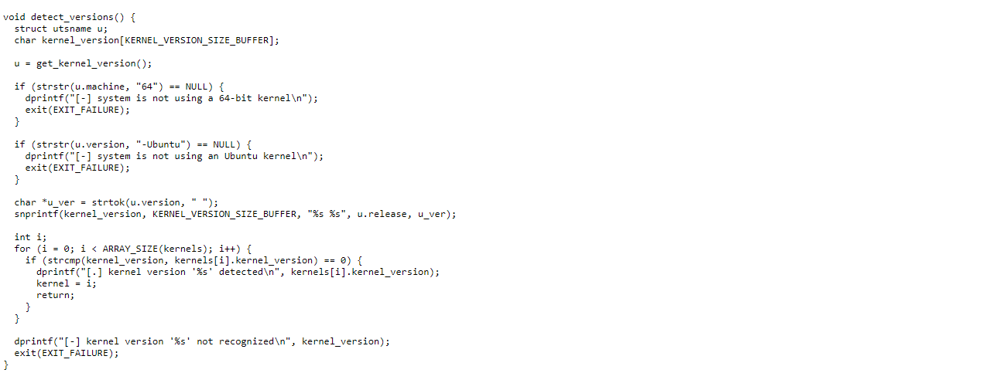 void detect_versions() {
  struct utsname u;
  char kernel_version[KERNEL_VERSION_SIZE_BUFFER];

  u = get_kernel_version();

  if (strstr(u.machine, "64") == NULL) {
    dprintf("[-] system is not using a 64-bit kernel\n");
    exit(EXIT_FAILURE);
  }

  if (strstr(u.version, "-Ubuntu") == NULL) {
    dprintf("[-] system is not using an Ubuntu kernel\n");
    exit(EXIT_FAILURE);
  }

  char *u_ver = strtok(u.version, " ");
  snprintf(kernel_version, KERNEL_VERSION_SIZE_BUFFER, "%s %s", u.release, u_ver);

  int i;
  for (i = 0; i < ARRAY_SIZE(kernels); i++) {
    if (strcmp(kernel_version, kernels[i].kernel_version) == 0) {
      dprintf("[.] kernel version '%s' detected\n", kernels[i].kernel_version);
      kernel = i;
      return;
    }
  }

  dprintf("[-] kernel version '%s' not recognized\n", kernel_version);
  exit(EXIT_FAILURE);
}